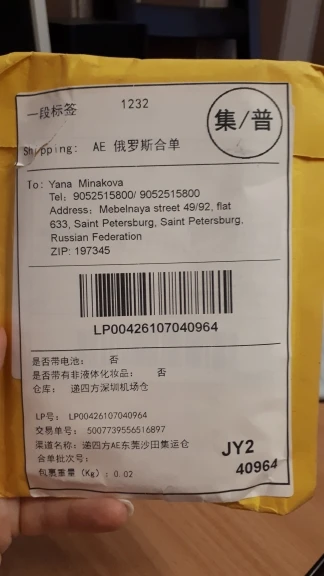 一段标签 1232
集/普
Shipping: AE 俄罗斯合单
To: Yana Minakova
Tel: 9052515800/ 9052515800
Address: Mebelnaya street 49/92, flat
633, Saint Petersburg, Saint Petersburg,
Russian Federation
ZIP: 197345
LP00426107040964
是否带电池: 否
是否带有非液体化妆品: 否
仓库: 递四方深圳机场仓
LP号: LP00426107040964
交易单号: 5007739556516897
渠道名称: 递四方AE东莞沙田集运仓
合单批次号:
JY2
包裹重量(Kg): 0.02
40964